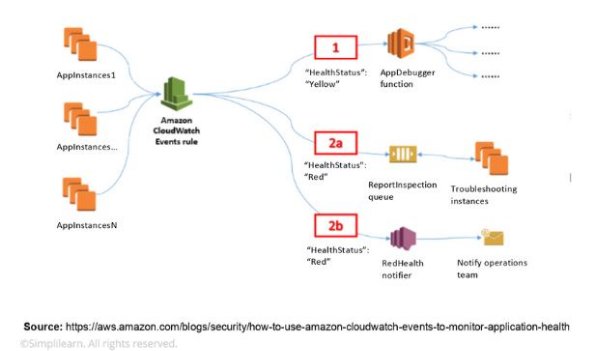 AppInstances1
AppInstances...
AppInstancesN
Amazon
CloudWatch
Events rule
1
"HealthStatus":
"Yellow"
AppDebugger
function
......
......
......
2a
"HealthStatus":
"Red"
ReportInspection
queue
Troubleshooting
instances
2b
"HealthStatus":
"Red"
RedHealth
notifier
Notify operations
team
Source: https://aws.amazon.com/blogs/security/how-to-use-amazon-cloudwatch-events-to-monitor-application-health
©Simplilearn. All rights reserved.